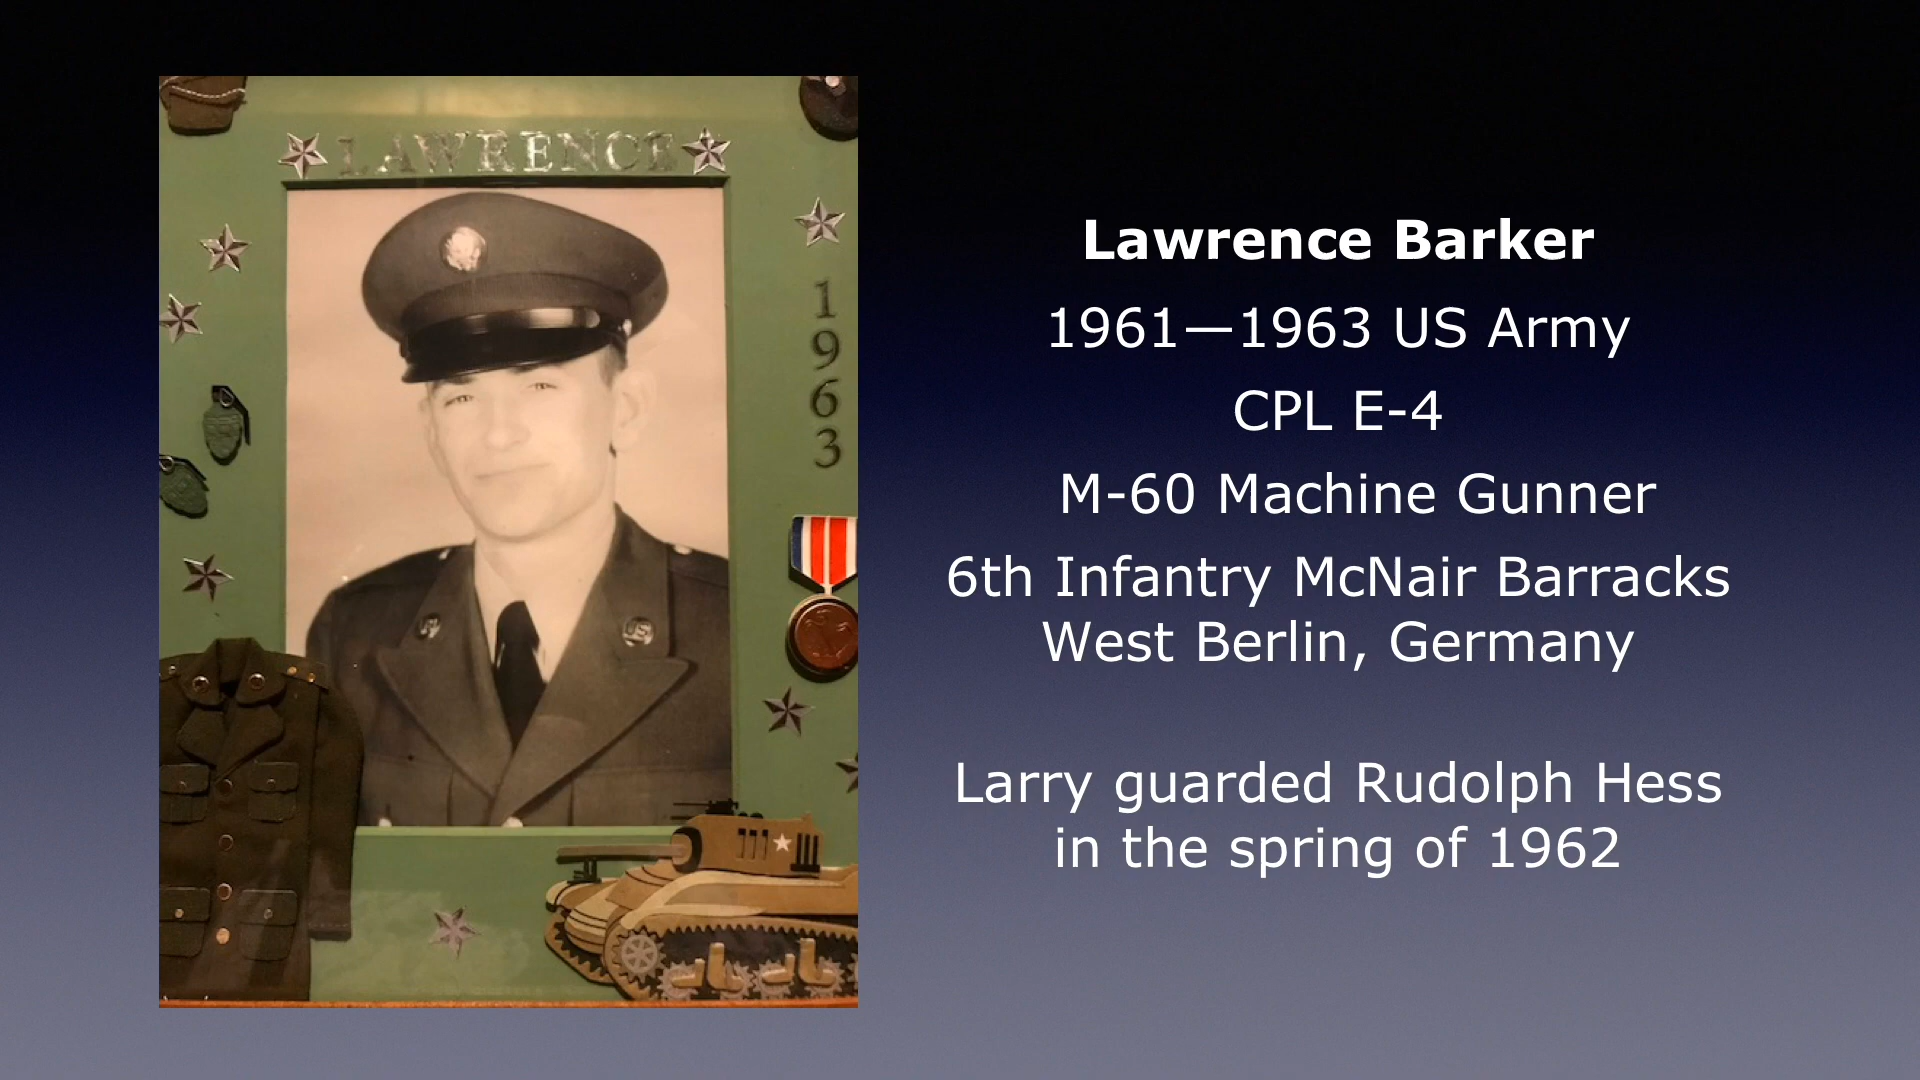 LAWRENCE
1963
Lawrence Barker
1961—1963 US Army
CPL E-4
M-60 Machine Gunner
6th Infantry McNair Barracks
West Berlin, Germany
Larry guarded Rudolph Hess
in the spring of 1962